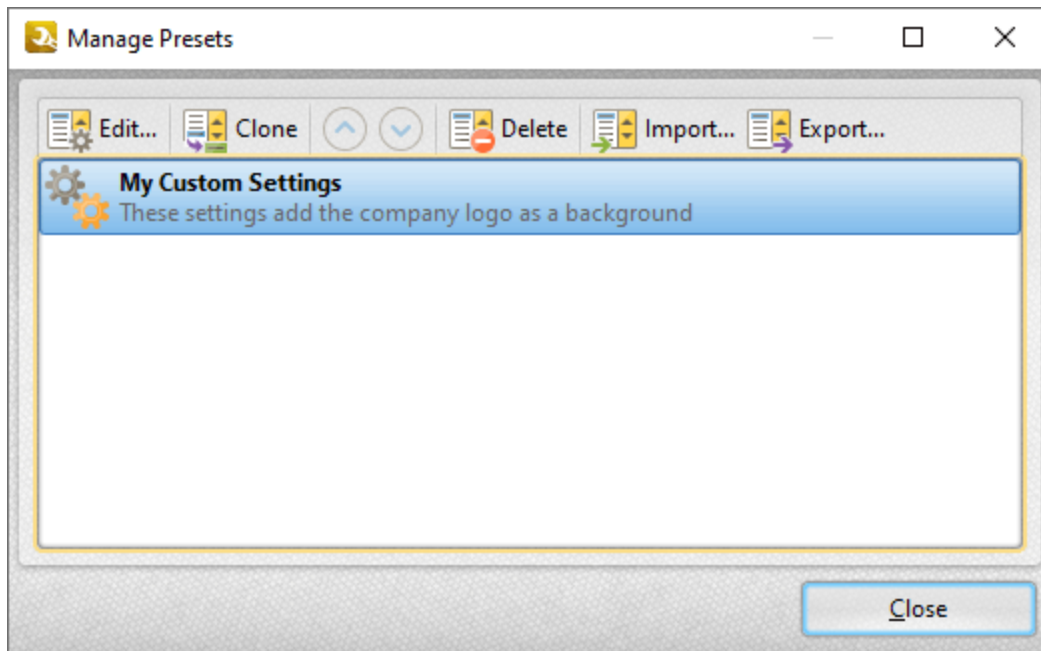 Manage Presets
Edit... Clone Delete Import... Export...
My Custom Settings
These settings add the company logo as a background
Close